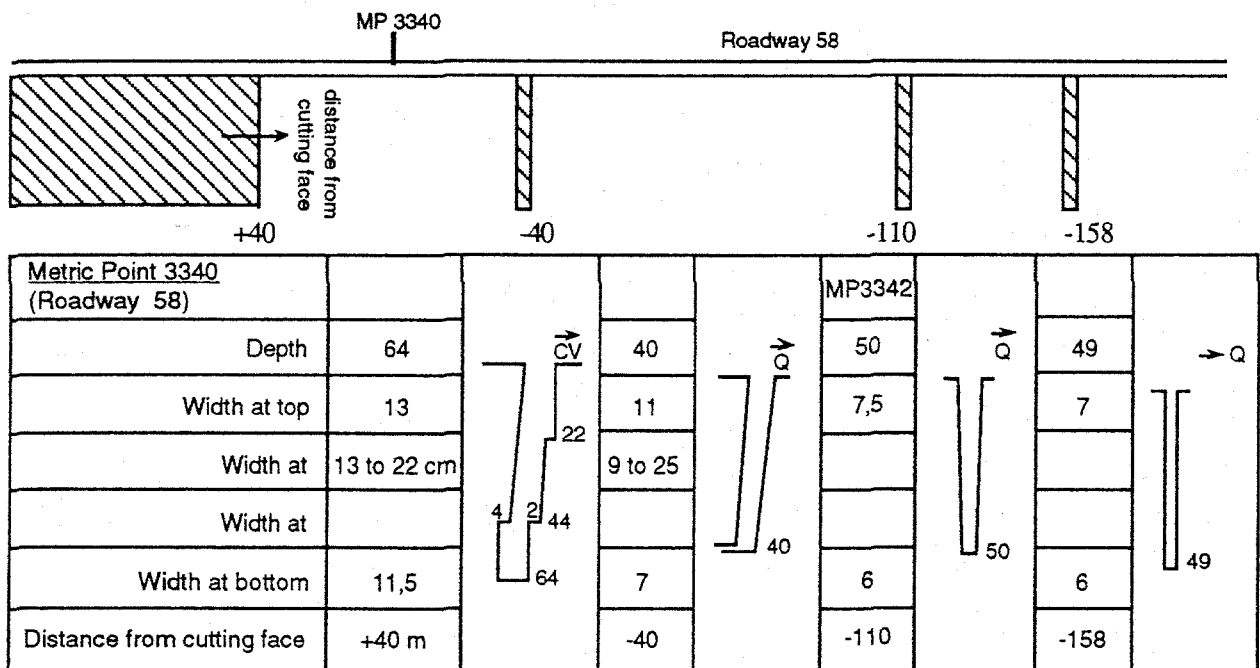 MP 3340
Roadway 58
distance from
cutting face
+40
-40
-110
-158
Metric Point 3340
(Roadway 58)
MP3342
Depth
64
CV
40
Q
50
Q
49
Q
Width at top
13
11
7,5
7
22
Width at
13 to 22 cm
9 to 25
Width at
4
2
44
40
50
49
Width at bottom
11,5
64
7
6
6
Distance from cutting face
+40 m
-40
-110
-158